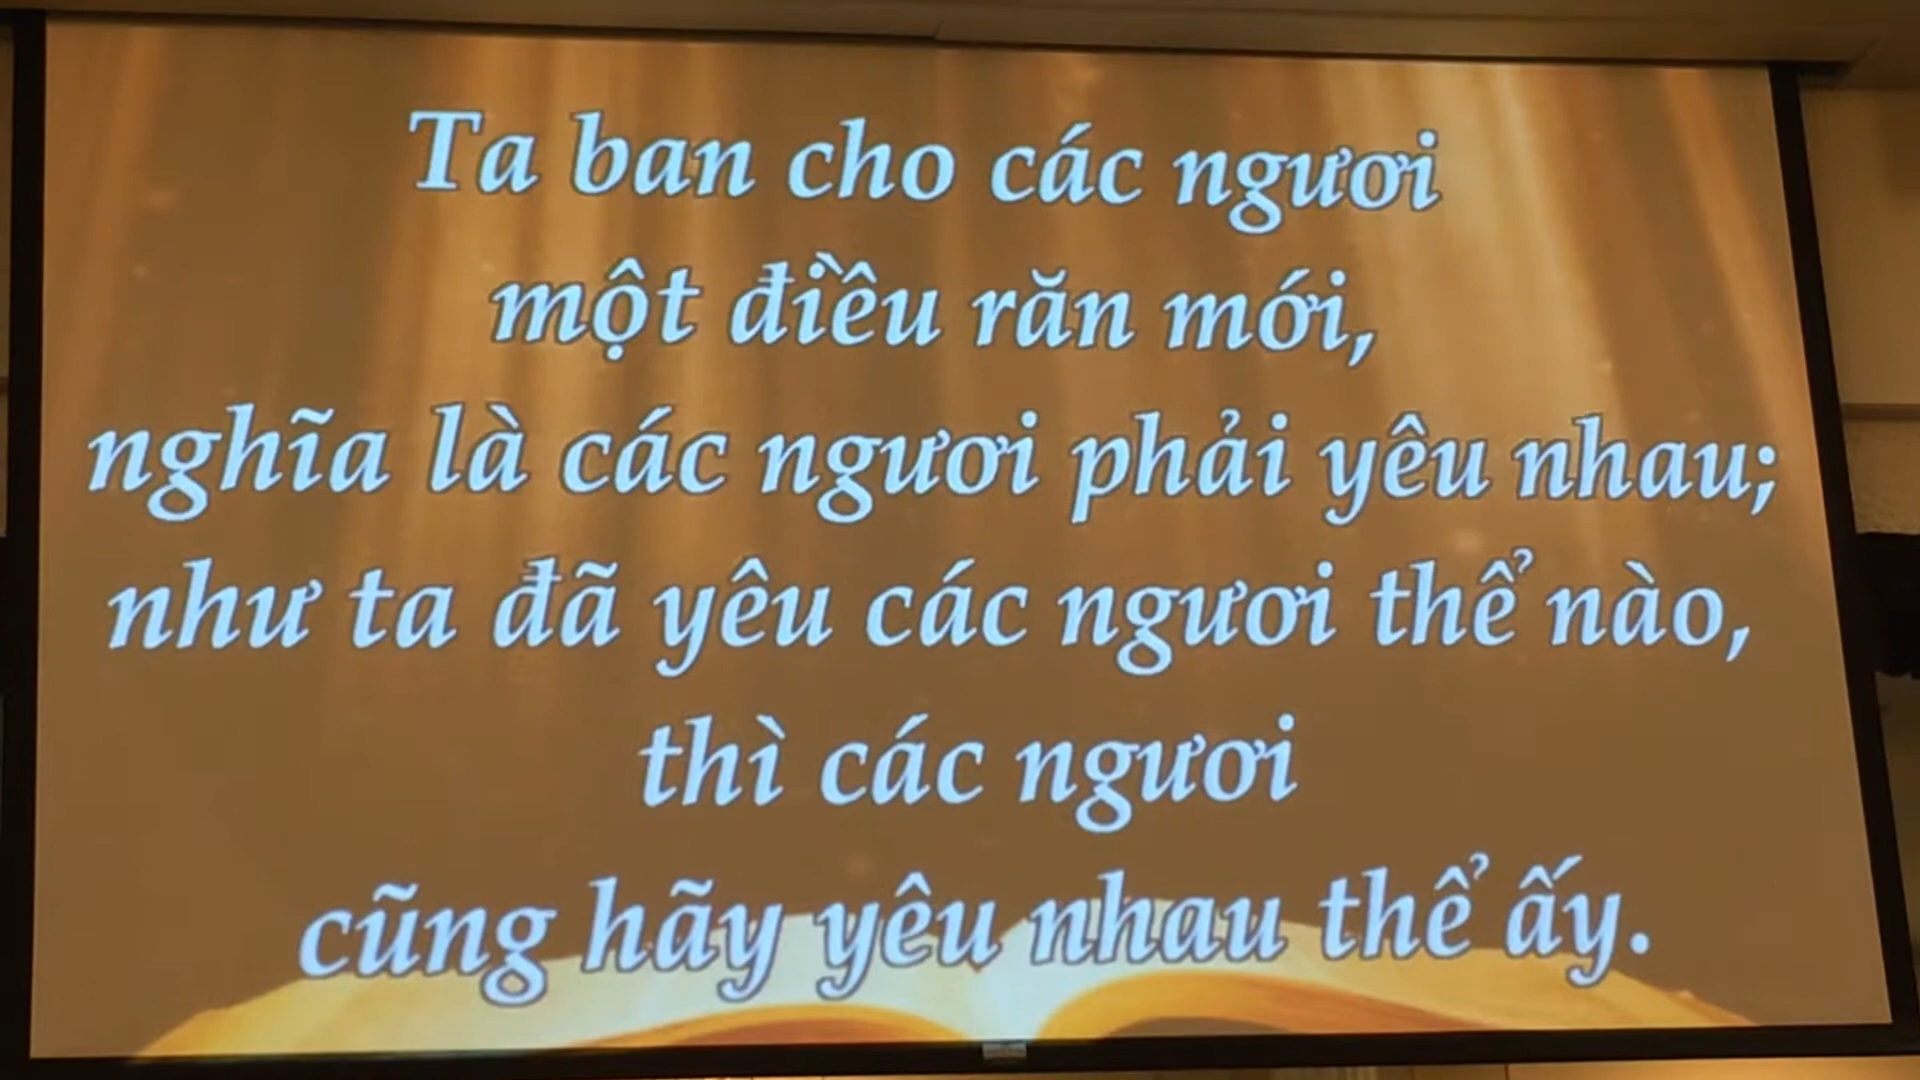 Ta ban cho các ngươi
một điều răn mới,
nghĩa là các ngươi phải yêu nhau;
như ta đã yêu các ngươi thể nào,
thì các ngươi
cũng hãy yêu nhau thể ấy.